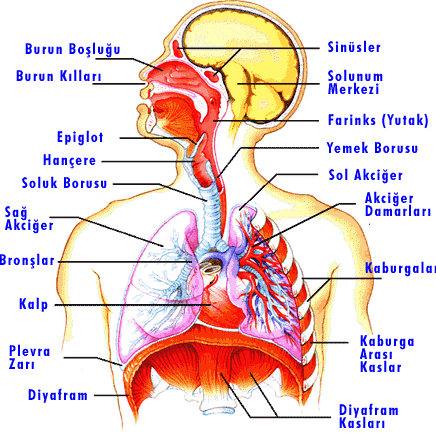 Burun Boşluğu
Burun Kılları
Epiglot
Hançere
Soluk Borusu
Sağ
Akciğer
Bronşlar
Kalp
Plevra
Zarı
Diyafram
Sinüsler
Solunum
Merkezi
Farinks (Yutak)
Yemek Borusu
Sol Akciğer
Akciğer
Damarları
Kaburgalar
Kaburga
Arası
Kaslar
Diyafram
Kasları